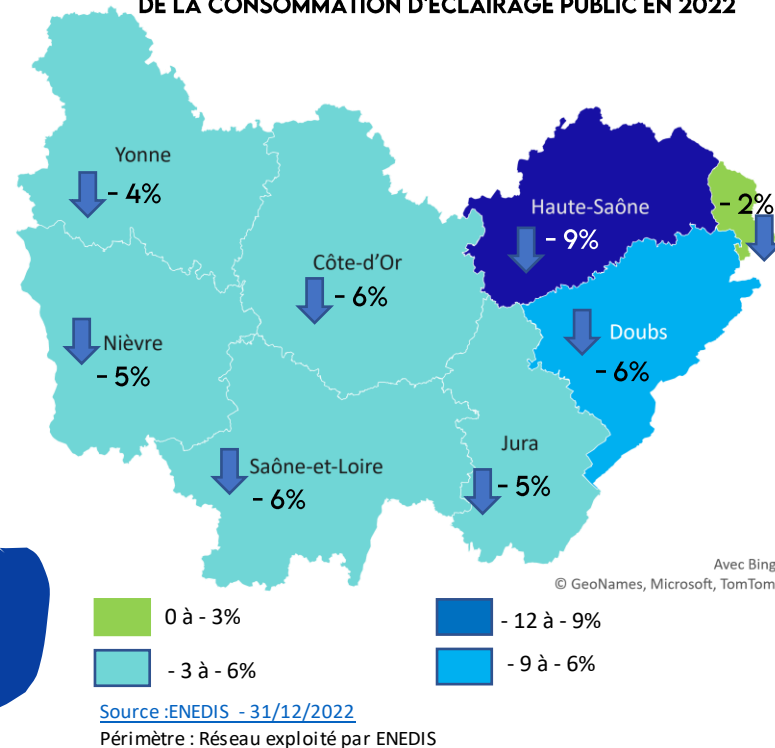 DE LA CONSOMMATION D'ÉCLAIRAGE PUBLIC EN 2022
Yonne
- 4%
Haute-Saône
- 9%
- 2%
Côte-d'Or
- 6%
Nièvre
- 5%
Doubs
- 6%
Saône-et-Loire
- 6%
Jura
- 5%
Avec Bing
© GeoNames, Microsoft, TomTom
0 à - 3%
- 12 à - 9%
- 3 à - 6%
- 9 à - 6%
Source :ENEDIS - 31/12/2022
Périmètre : Réseau exploité par ENEDIS